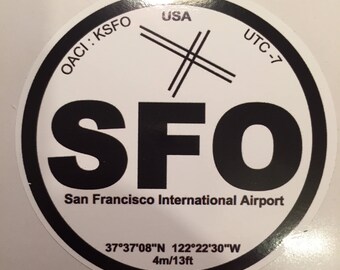 USA
OACI : KSFO
UTC -7
SFO
San Francisco International Airport
37°37'08"N 122°22'30"W
4m/13ft